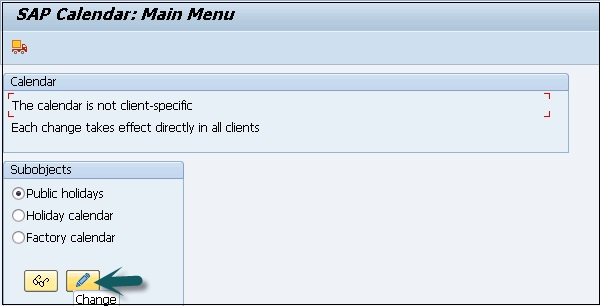 SAP Calendar: Main Menu
Calendar
The calendar is not client-specific
Each change takes effect directly in all clients
Subobjects
Public holidays
Holiday calendar
Factory calendar
Change